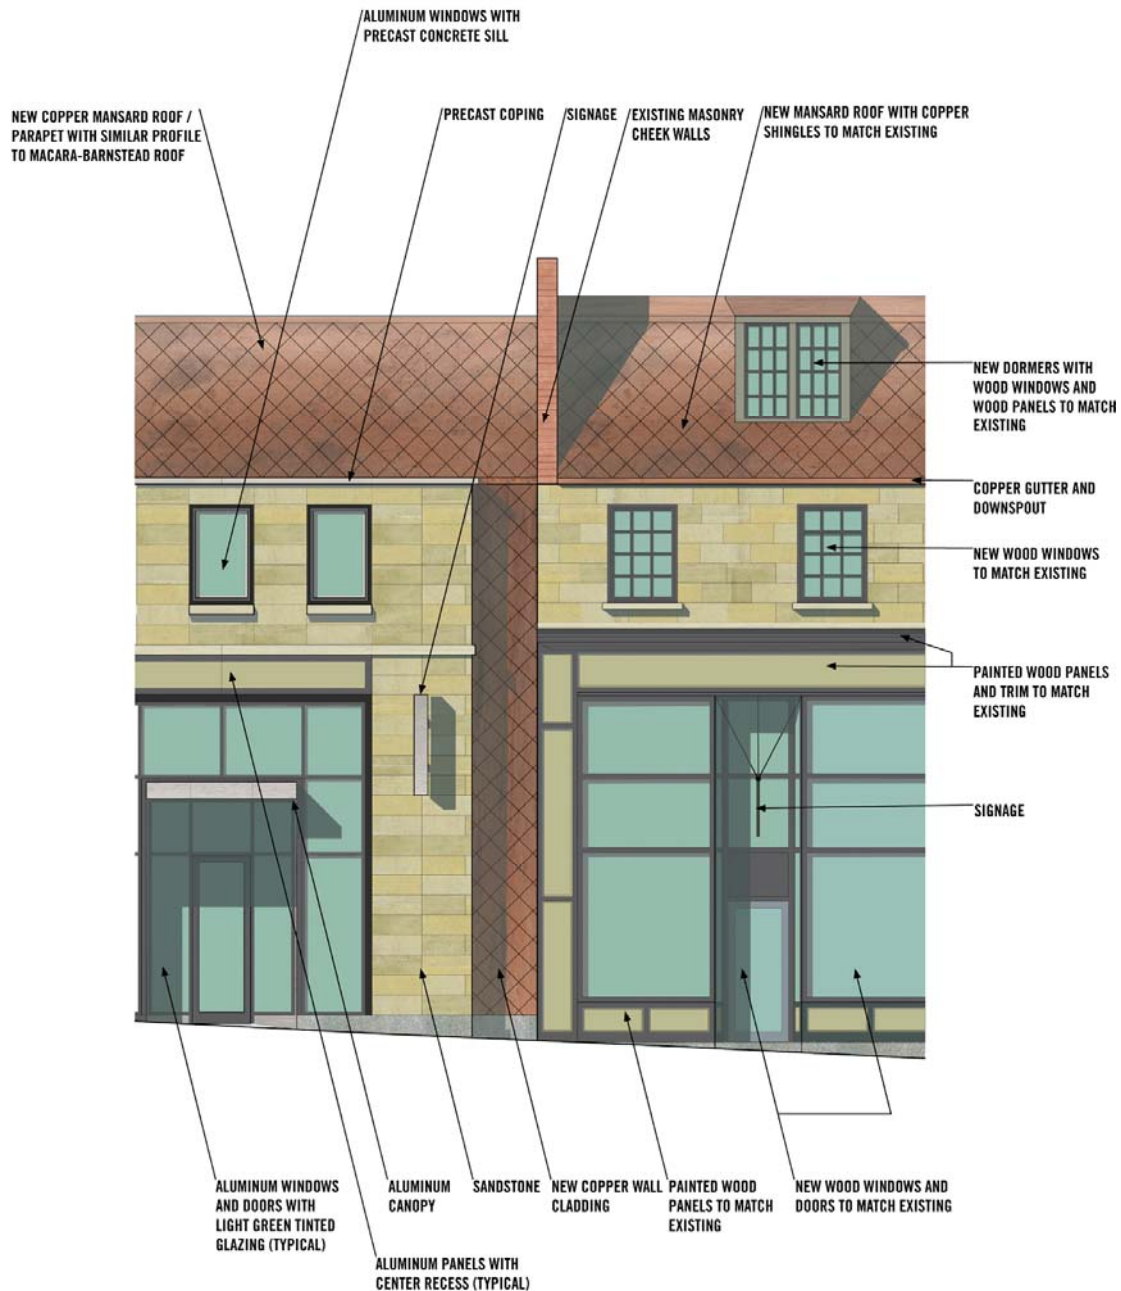 ALUMINUM WINDOWS WITH
PRECAST CONCRETE SILL
NEW COPPER MANSARD ROOF /
PARAPET WITH SIMILAR PROFILE
TO MACARA-BARNSTEAD ROOF
PRECAST COPING
SIGNAGE
EXISTING MASONRY
CHEEK WALLS
NEW MANSARD ROOF WITH COPPER
SHINGLES TO MATCH EXISTING
NEW DORMERS WITH
WOOD WINDOWS AND
WOOD PANELS TO MATCH
EXISTING
COPPER GUTTER AND
DOWNSPOUT
NEW WOOD WINDOWS
TO MATCH EXISTING
PAINTED WOOD PANELS
AND TRIM TO MATCH
EXISTING
SIGNAGE
ALUMINUM WINDOWS
AND DOORS WITH
LIGHT GREEN TINTED
GLAZING (TYPICAL)
ALUMINUM PANELS WITH
CENTER RECESS (TYPICAL)
ALUMINUM
CANOPY
SANDSTONE
NEW COPPER WALL
CLADDING
PAINTED WOOD
PANELS TO MATCH
EXISTING
NEW WOOD WINDOWS AND
DOORS TO MATCH EXISTING